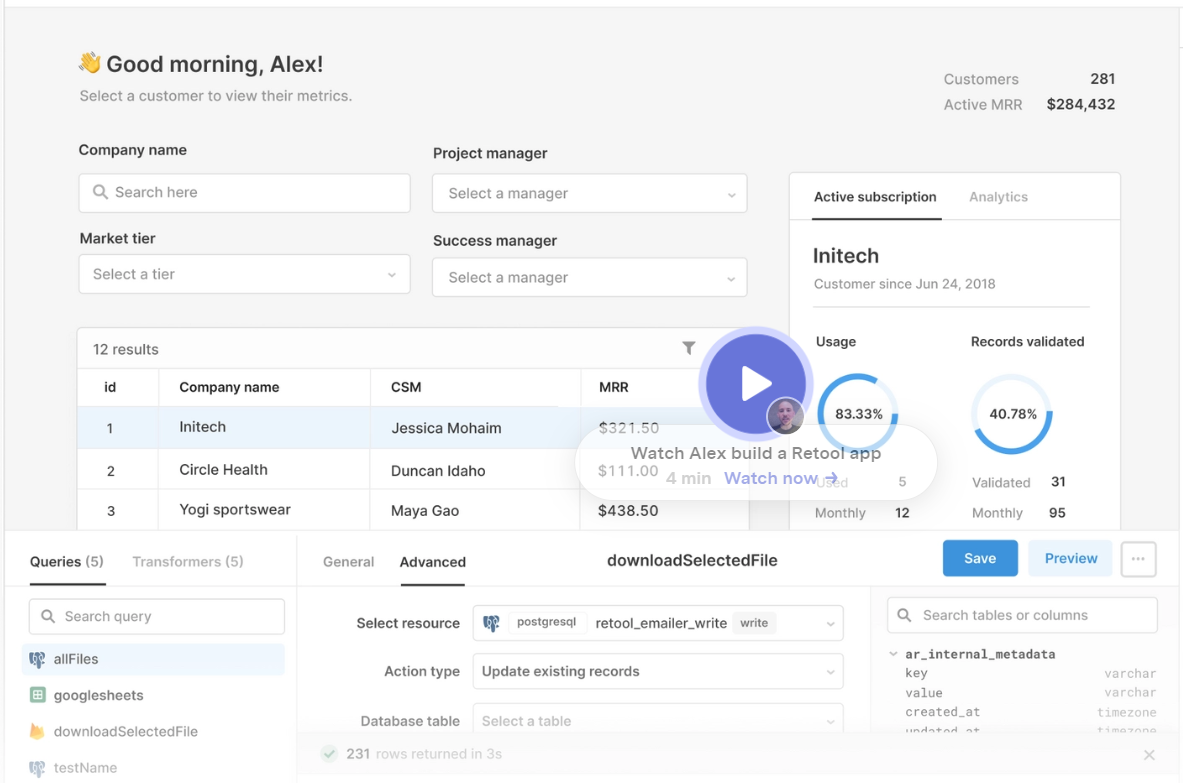 👋 Good morning, Alex!
Select a customer to view their metrics.
Customers 281
Active MRR $284,432
Company name
Search here
Project manager
Select a manager
Market tier
Select a tier
Success manager
Select a manager
12 results
id Company name CSM MRR
1 Initech Jessica Mohaim $321.50
2 Circle Health Duncan Idaho $111.00
3 Yogi sportswear Maya Gao $438.50
Active subscription Analytics
Initech
Customer since Jun 24, 2018
Usage Records validated
83.33% 40.78%
Used 5 Validated 31
Monthly 12 Monthly 95
Watch Alex build a Retool app
4 min Watch now →
Queries (5) Transformers (5)
Search query
allFiles
googlesheets
downloadSelectedFile
testName
General Advanced downloadSelectedFile Save Preview ...
Select resource postgresql retool_emailer_write write
Action type Update existing records
Database table Select a table
231 rows returned in 3s
Search tables or columns
ar_internal_metadata
key varchar
value varchar
created_at timezone
updated_at timezone